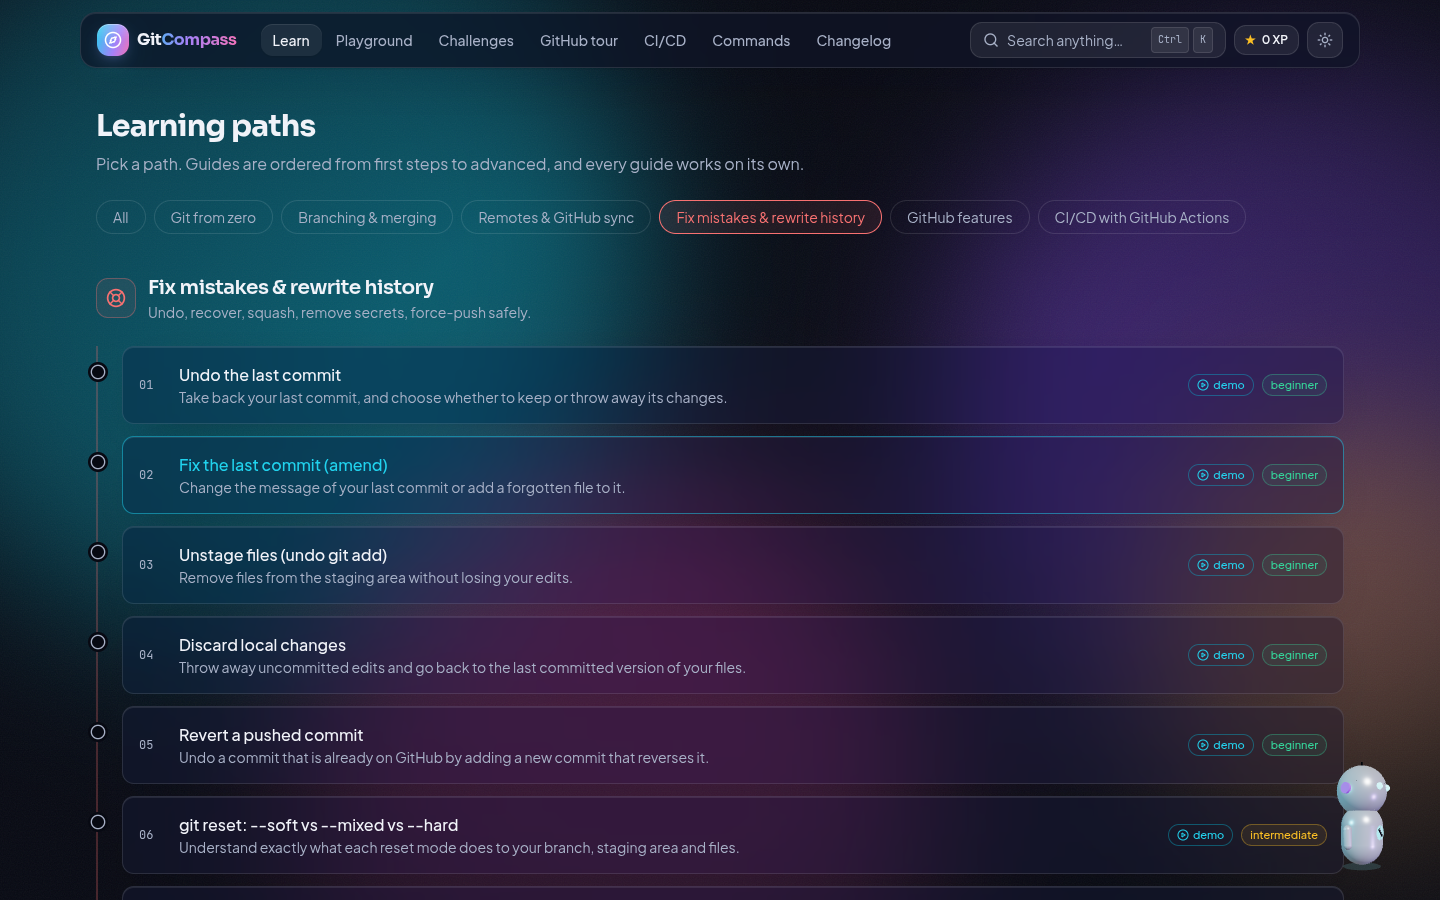 GitCompass
Learn
Playground
Challenges
GitHub tour
CI/CD
Commands
Changelog
Search anything...
Ctrl
K
0 XP
Learning paths
Pick a path. Guides are ordered from first steps to advanced, and every guide works on its own.
All
Git from zero
Branching & merging
Remotes & GitHub sync
Fix mistakes & rewrite history
GitHub features
CI/CD with GitHub Actions
Fix mistakes & rewrite history
Undo, recover, squash, remove secrets, force-push safely.
01
Undo the last commit
Take back your last commit, and choose whether to keep or throw away its changes.
demo
beginner
02
Fix the last commit (amend)
Change the message of your last commit or add a forgotten file to it.
demo
beginner
03
Unstage files (undo git add)
Remove files from the staging area without losing your edits.
demo
beginner
04
Discard local changes
Throw away uncommitted edits and go back to the last committed version of your files.
demo
beginner
05
Revert a pushed commit
Undo a commit that is already on GitHub by adding a new commit that reverses it.
demo
beginner
06
git reset: --soft vs --mixed vs --hard
Understand exactly what each reset mode does to your branch, staging area and files.
demo
intermediate